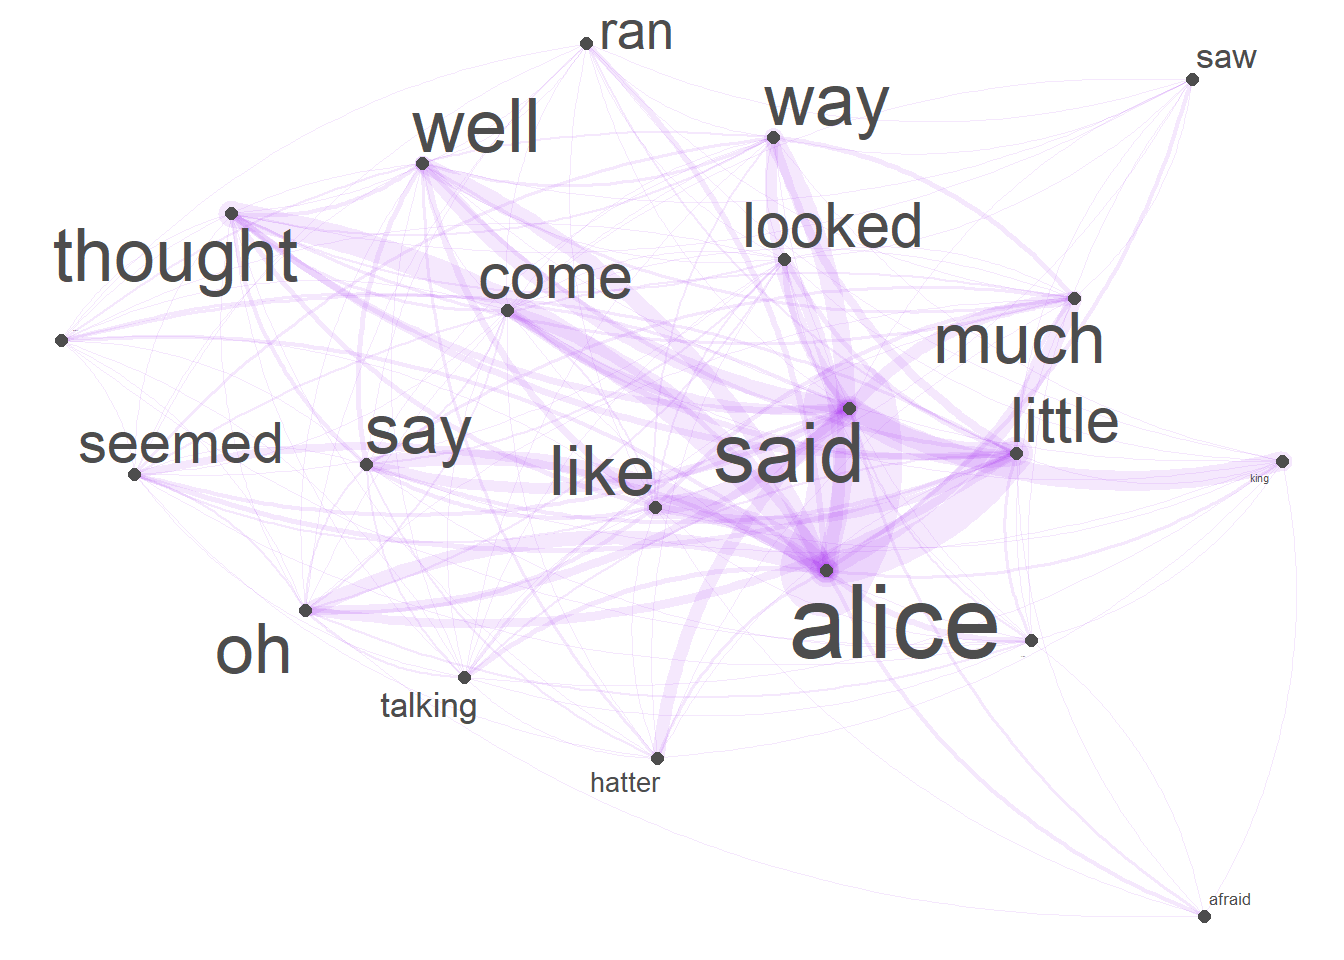 ran
saw
way
well
looked
thought
come
much
little
say
seemed
like
said
king
alice
oh
talking
hatter
afraid